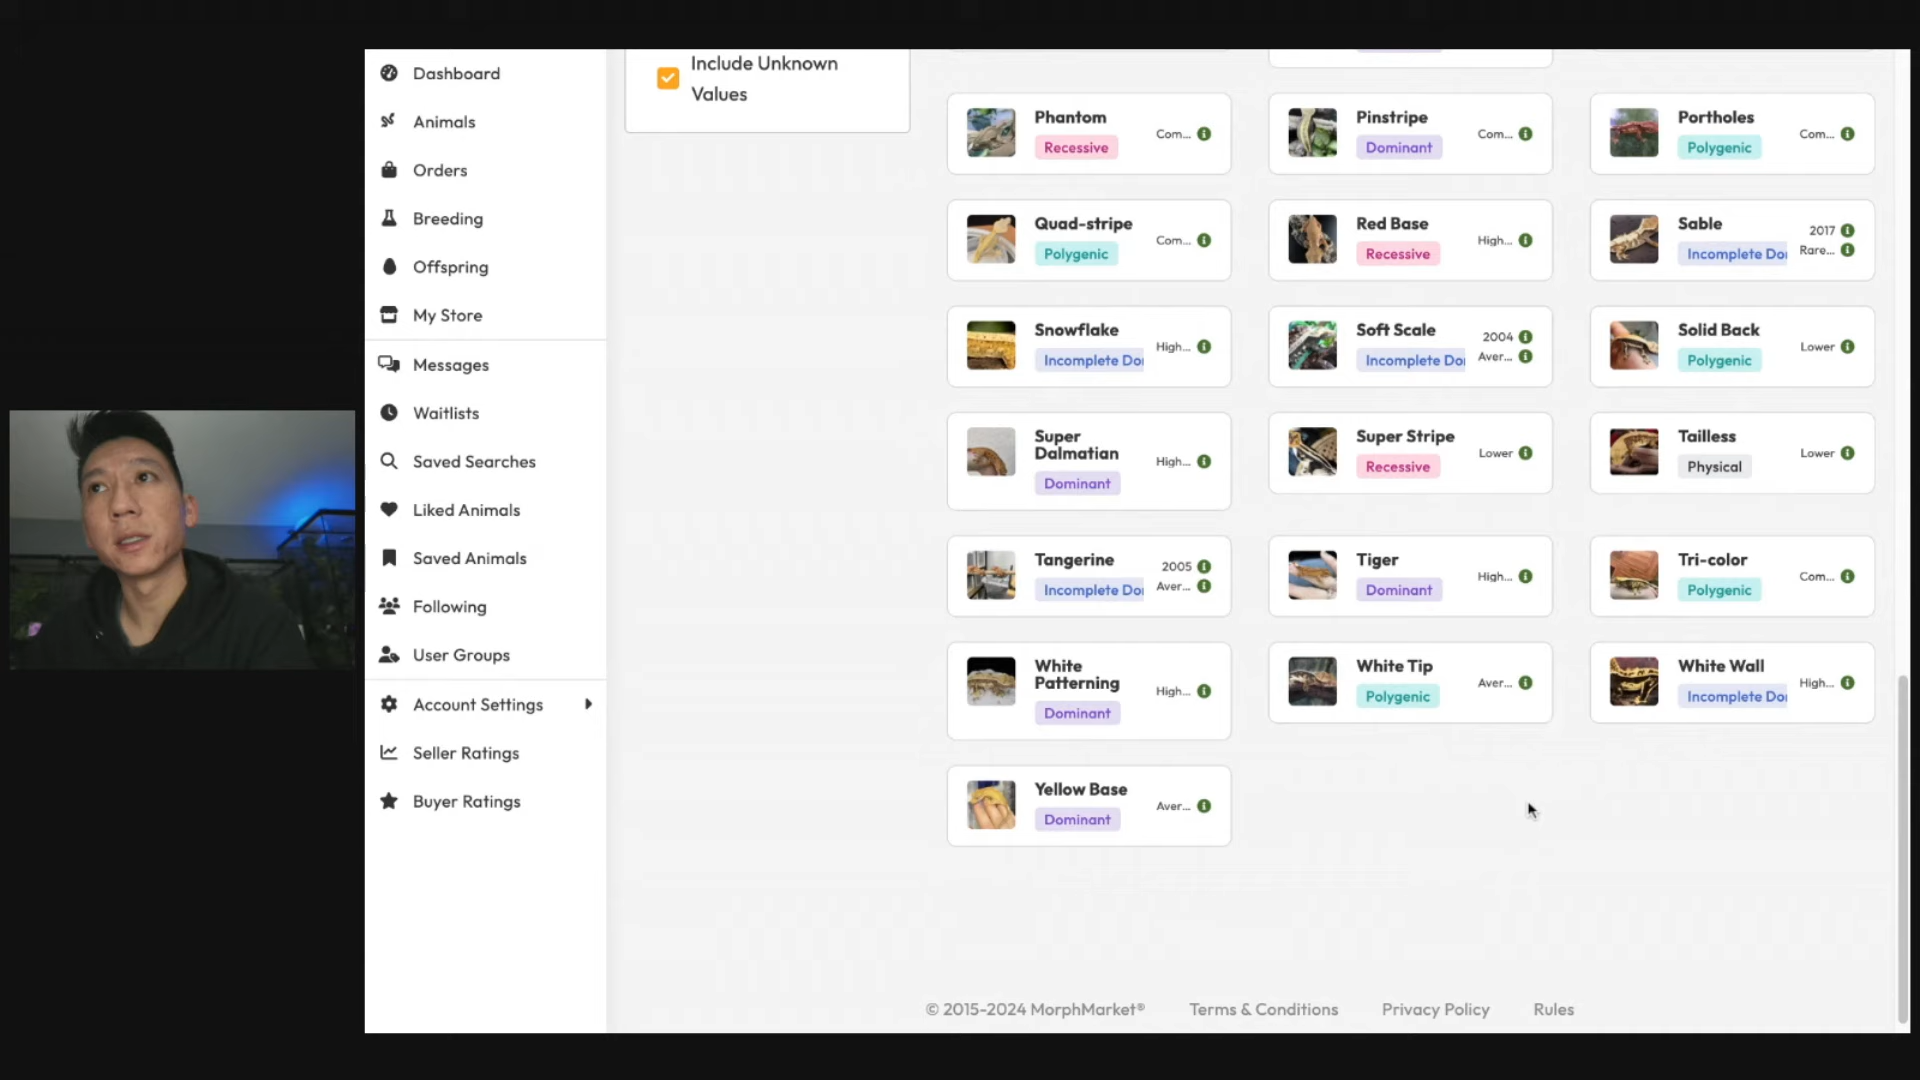 Dashboard
Animals
Orders
Breeding
Offspring
My Store
Messages
Waitlists
Saved Searches
Liked Animals
Saved Animals
Following
User Groups
Account Settings
Seller Ratings
Buyer Ratings
Include Unknown
Values
Phantom
Recessive
Com...
Pinstripe
Dominant
Com...
Portholes
Polygenic
Com...
Quad-stripe
Polygenic
Com...
Red Base
Recessive
High...
Sable
Incomplete Do
2017
Rare...
Snowflake
Incomplete Do
High...
Soft Scale
Incomplete Do
2004
Aver...
Solid Back
Polygenic
Lower
Super
Dalmatian
Dominant
High...
Super Stripe
Recessive
Lower
Tailless
Physical
Lower
Tangerine
Incomplete Do
2005
Aver...
Tiger
Dominant
High...
Tri-color
Polygenic
Com...
White
Patterning
Dominant
High...
White Tip
Polygenic
Aver...
White Wall
Incomplete Do
High...
Yellow Base
Dominant
Aver...
© 2015-2024 MorphMarket® Terms & Conditions Privacy Policy Rules